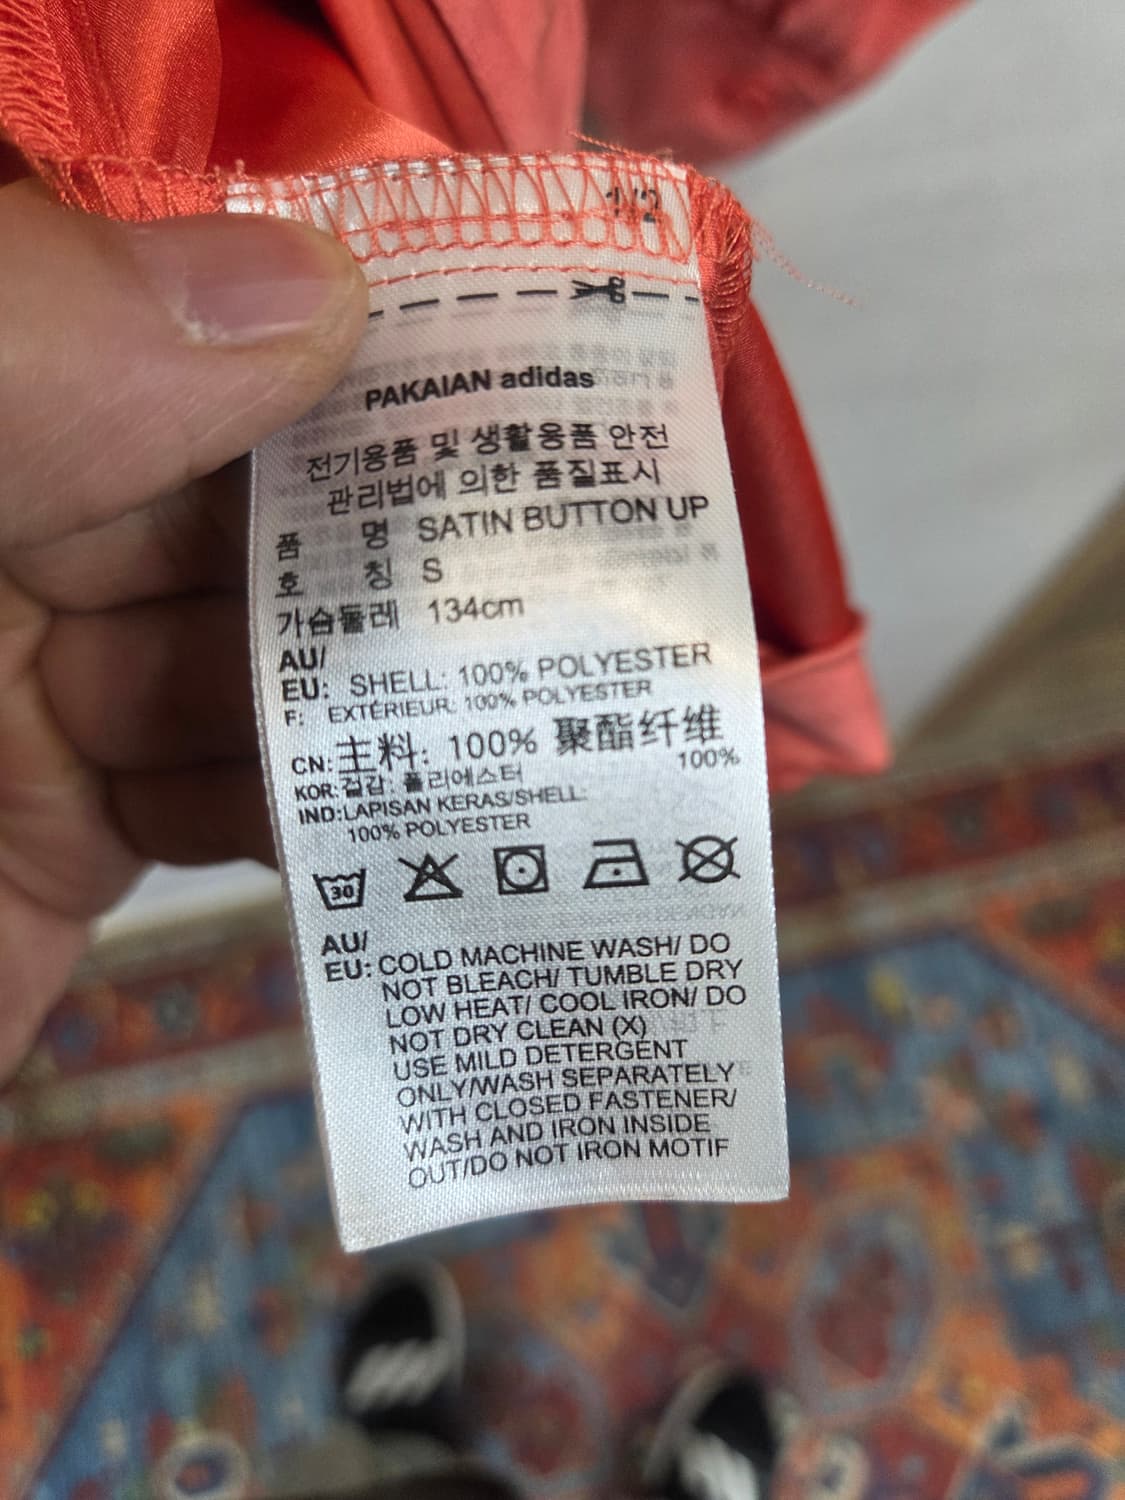 1/2
PAKAIAN adidas
전기용품 및 생활용품 안전
관리법에 의한 품질표시
품 명 SATIN BUTTON UP
호 칭 S
가슴둘레 134cm
AU/
EU: SHELL: 100% POLYESTER
F: EXTÉRIEUR: 100% POLYESTER
CN: 主料: 100% 聚酯纤维
KOR: 겉감: 폴리에스터 100%
IND: LAPISAN KERAS/SHELL:
100% POLYESTER
30
AU/
EU: COLD MACHINE WASH/ DO
NOT BLEACH/ TUMBLE DRY
LOW HEAT/ COOL IRON/ DO
NOT DRY CLEAN (X)
USE MILD DETERGENT
ONLY/WASH SEPARATELY
WITH CLOSED FASTENER/
WASH AND IRON INSIDE
OUT/DO NOT IRON MOTIF